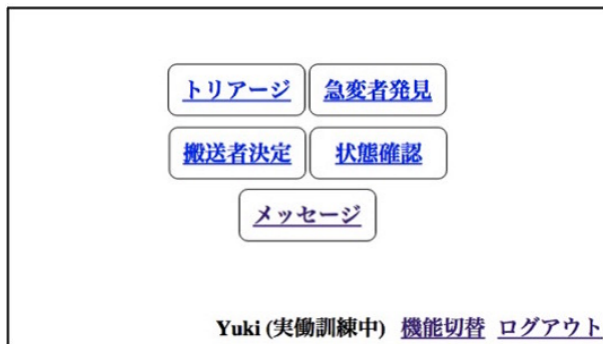 トリアージ 急変者発見
搬送者決定 状態確認
メッセージ
Yuki (実働訓練中) 機能切替 ログアウト